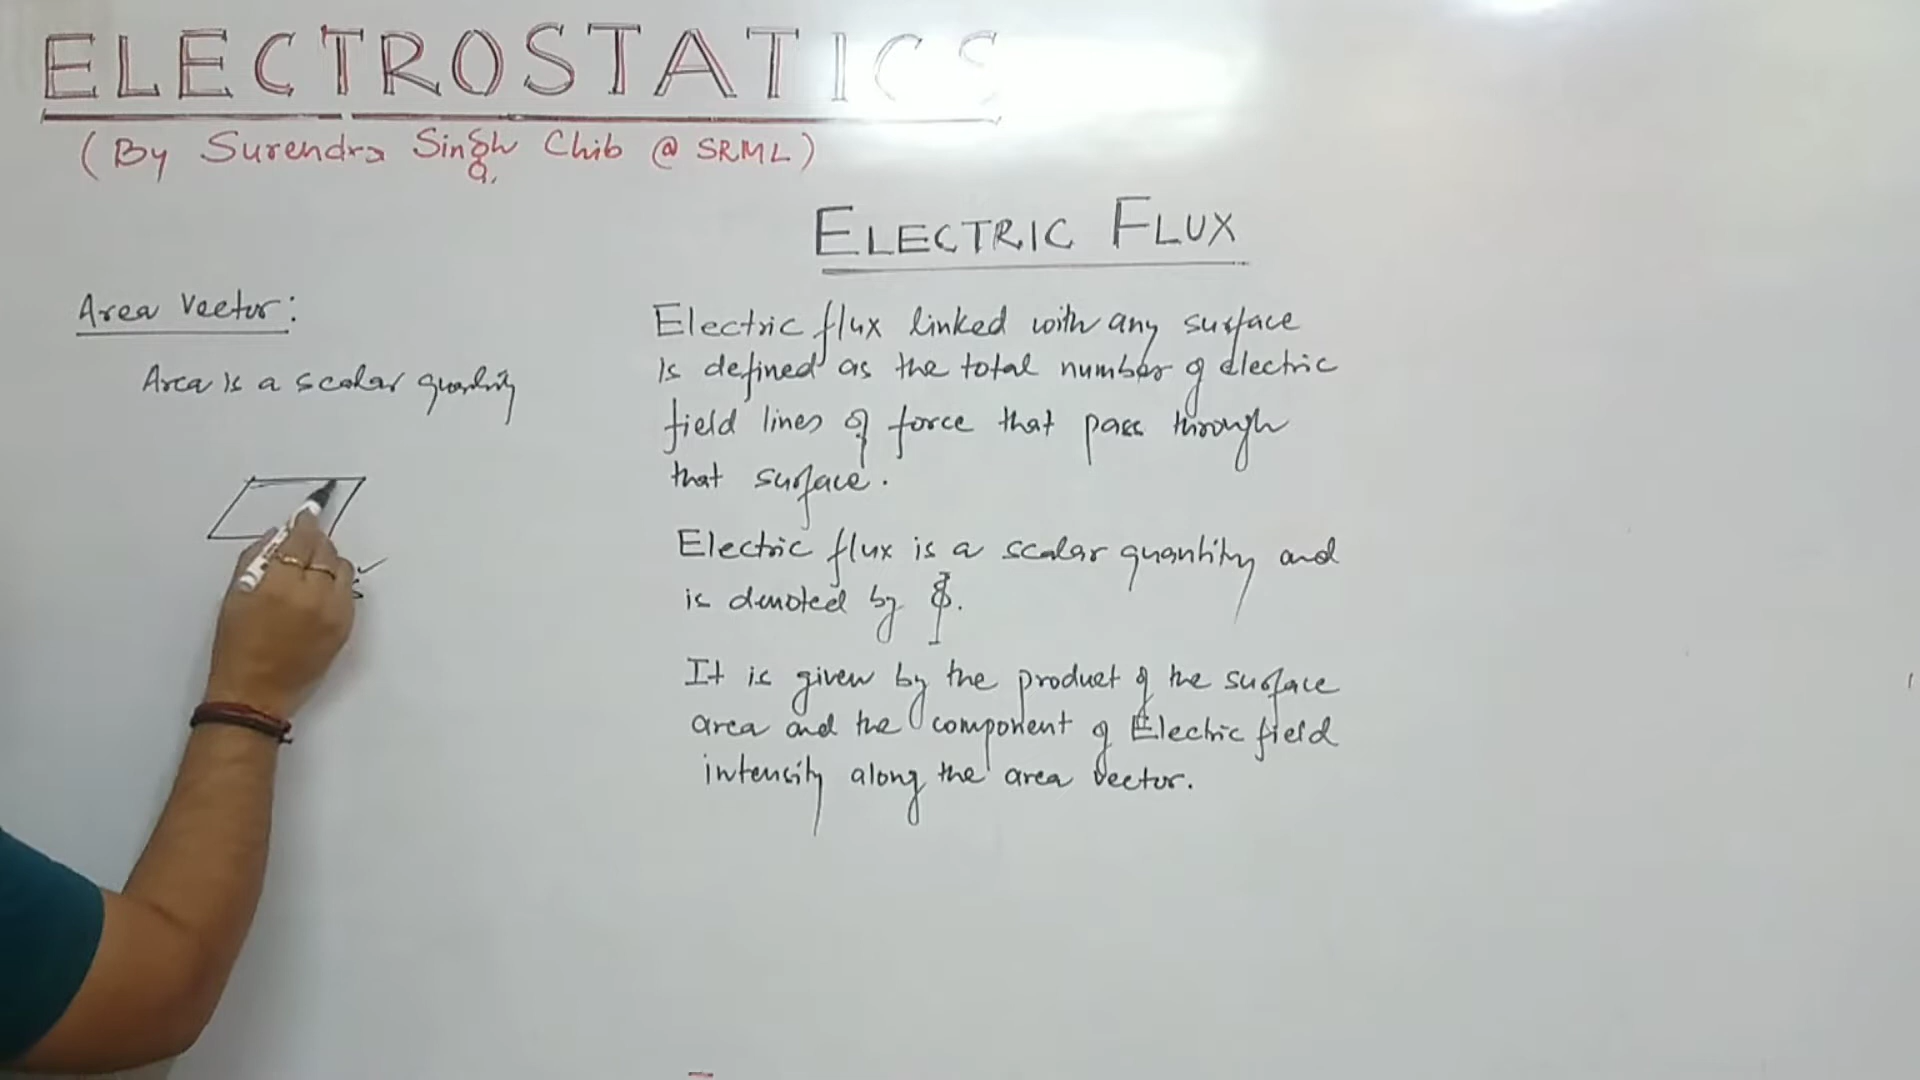 ELECTROSTATICS
(By Surendra Singh Chib @ SRML)
ELECTRIC FLUX
Area Vector:
Area is a scalar quantity
Electric flux linked with any surface
is defined as the total number of electric
field lines of force that pass through
that surface.
Electric flux is a scalar quantity and
is denoted by ϕ.
It is given by the product of the surface
area and the component of Electric field
intensity along the area vector.